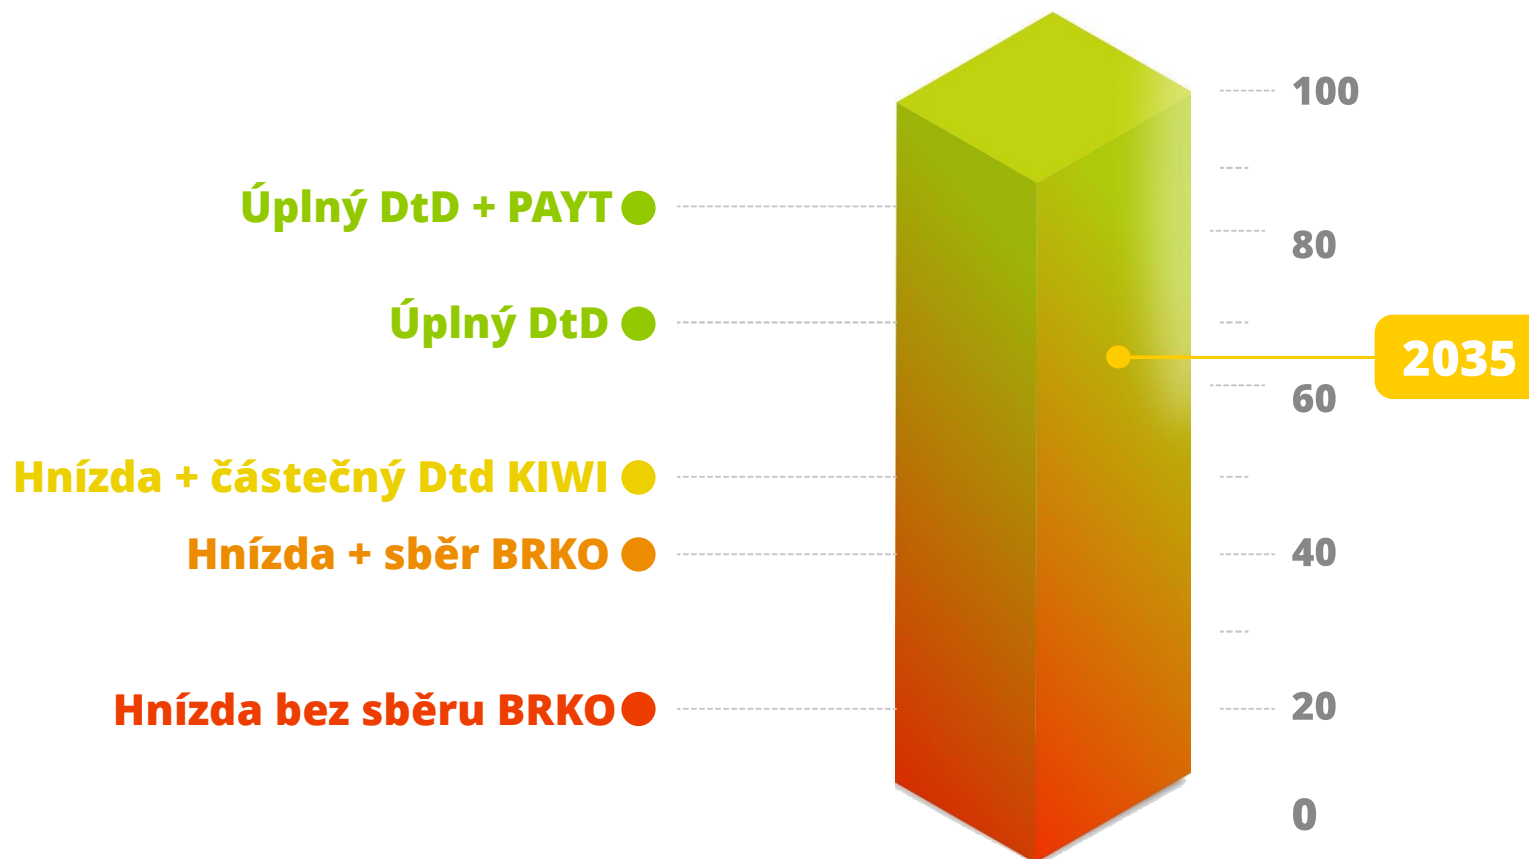 100
Úplný DtD + PAYT
80
Úplný DtD
2035
60
Hnízda + částečný Dtd KIWI
Hnízda + sběr BRKO
40
Hnízda bez sběru BRKO
20
0